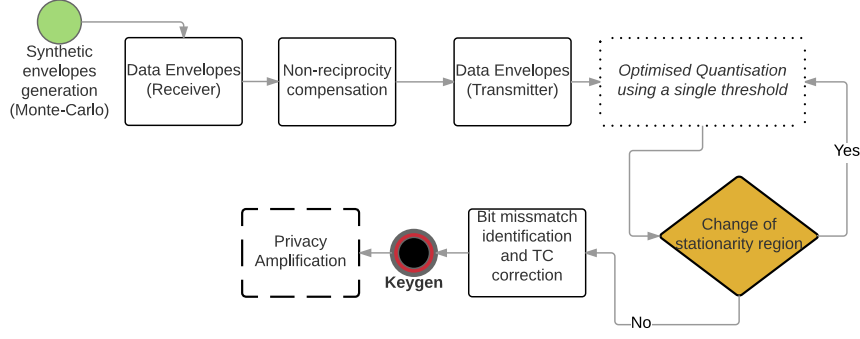 Synthetic
envelopes
generation
(Monte-Carlo)
Data Envelopes
(Receiver)
Non-reciprocity
compensation
Data Envelopes
(Transmitter)
Optimised Quantisation
using a single threshold
Yes
Change of
stationarity region
No
Bit missmatch
identification
and TC
correction
Keygen
Privacy
Amplification